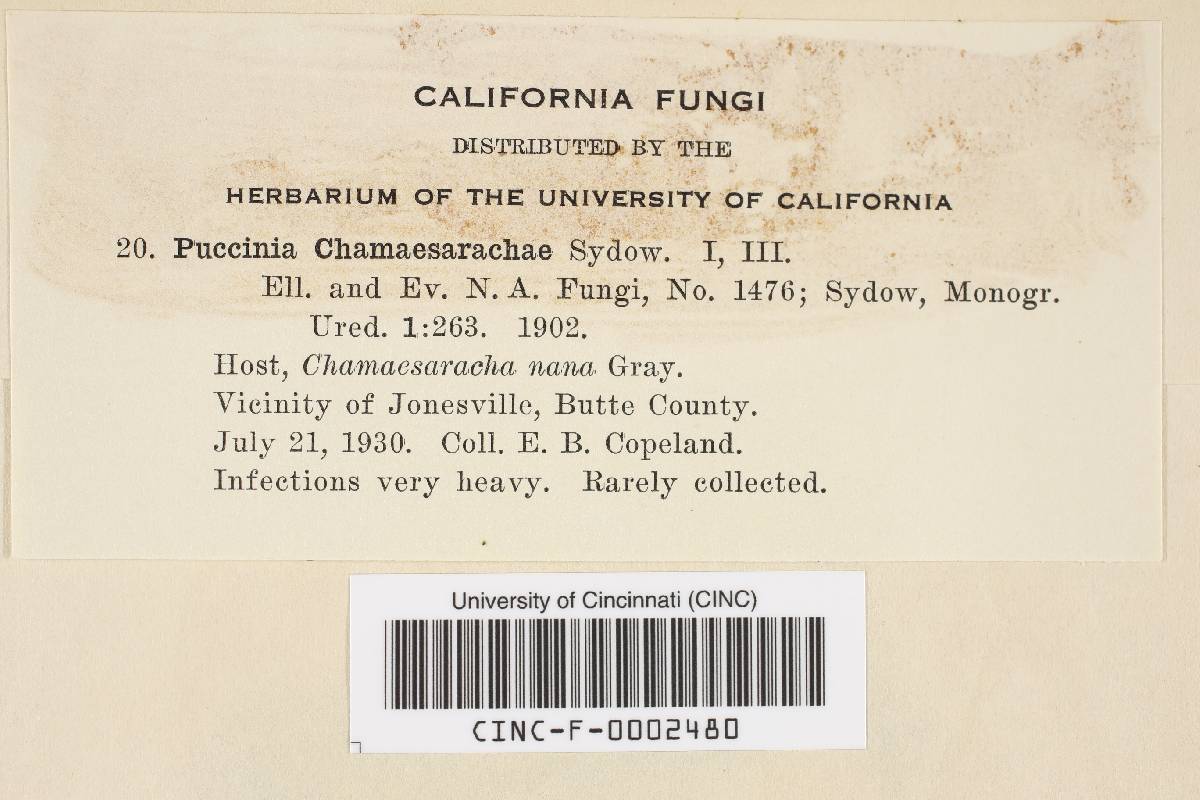 CALIFORNIA FUNGI
DISTRIBUTED BY THE
HERBARIUM OF THE UNIVERSITY OF CALIFORNIA
20. Puccinia Chamaesarachae Sydow. I, III.
Ell. and Ev. N. A. Fungi, No. 1476; Sydow, Monogr.
Ured. 1:263. 1902.
Host, Chamaesaracha nana Gray.
Vicinity of Jonesville, Butte County.
July 21, 1930. Coll. E. B. Copeland.
Infections very heavy. Rarely collected.
University of Cincinnati (CINC)
CINC-F-0002480